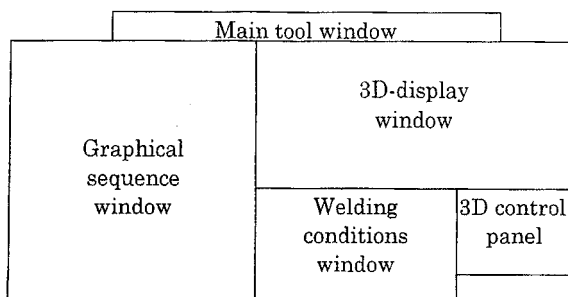 Main tool window
3D-display
window
Graphical
sequence
window
Welding
conditions
window
3D control
panel